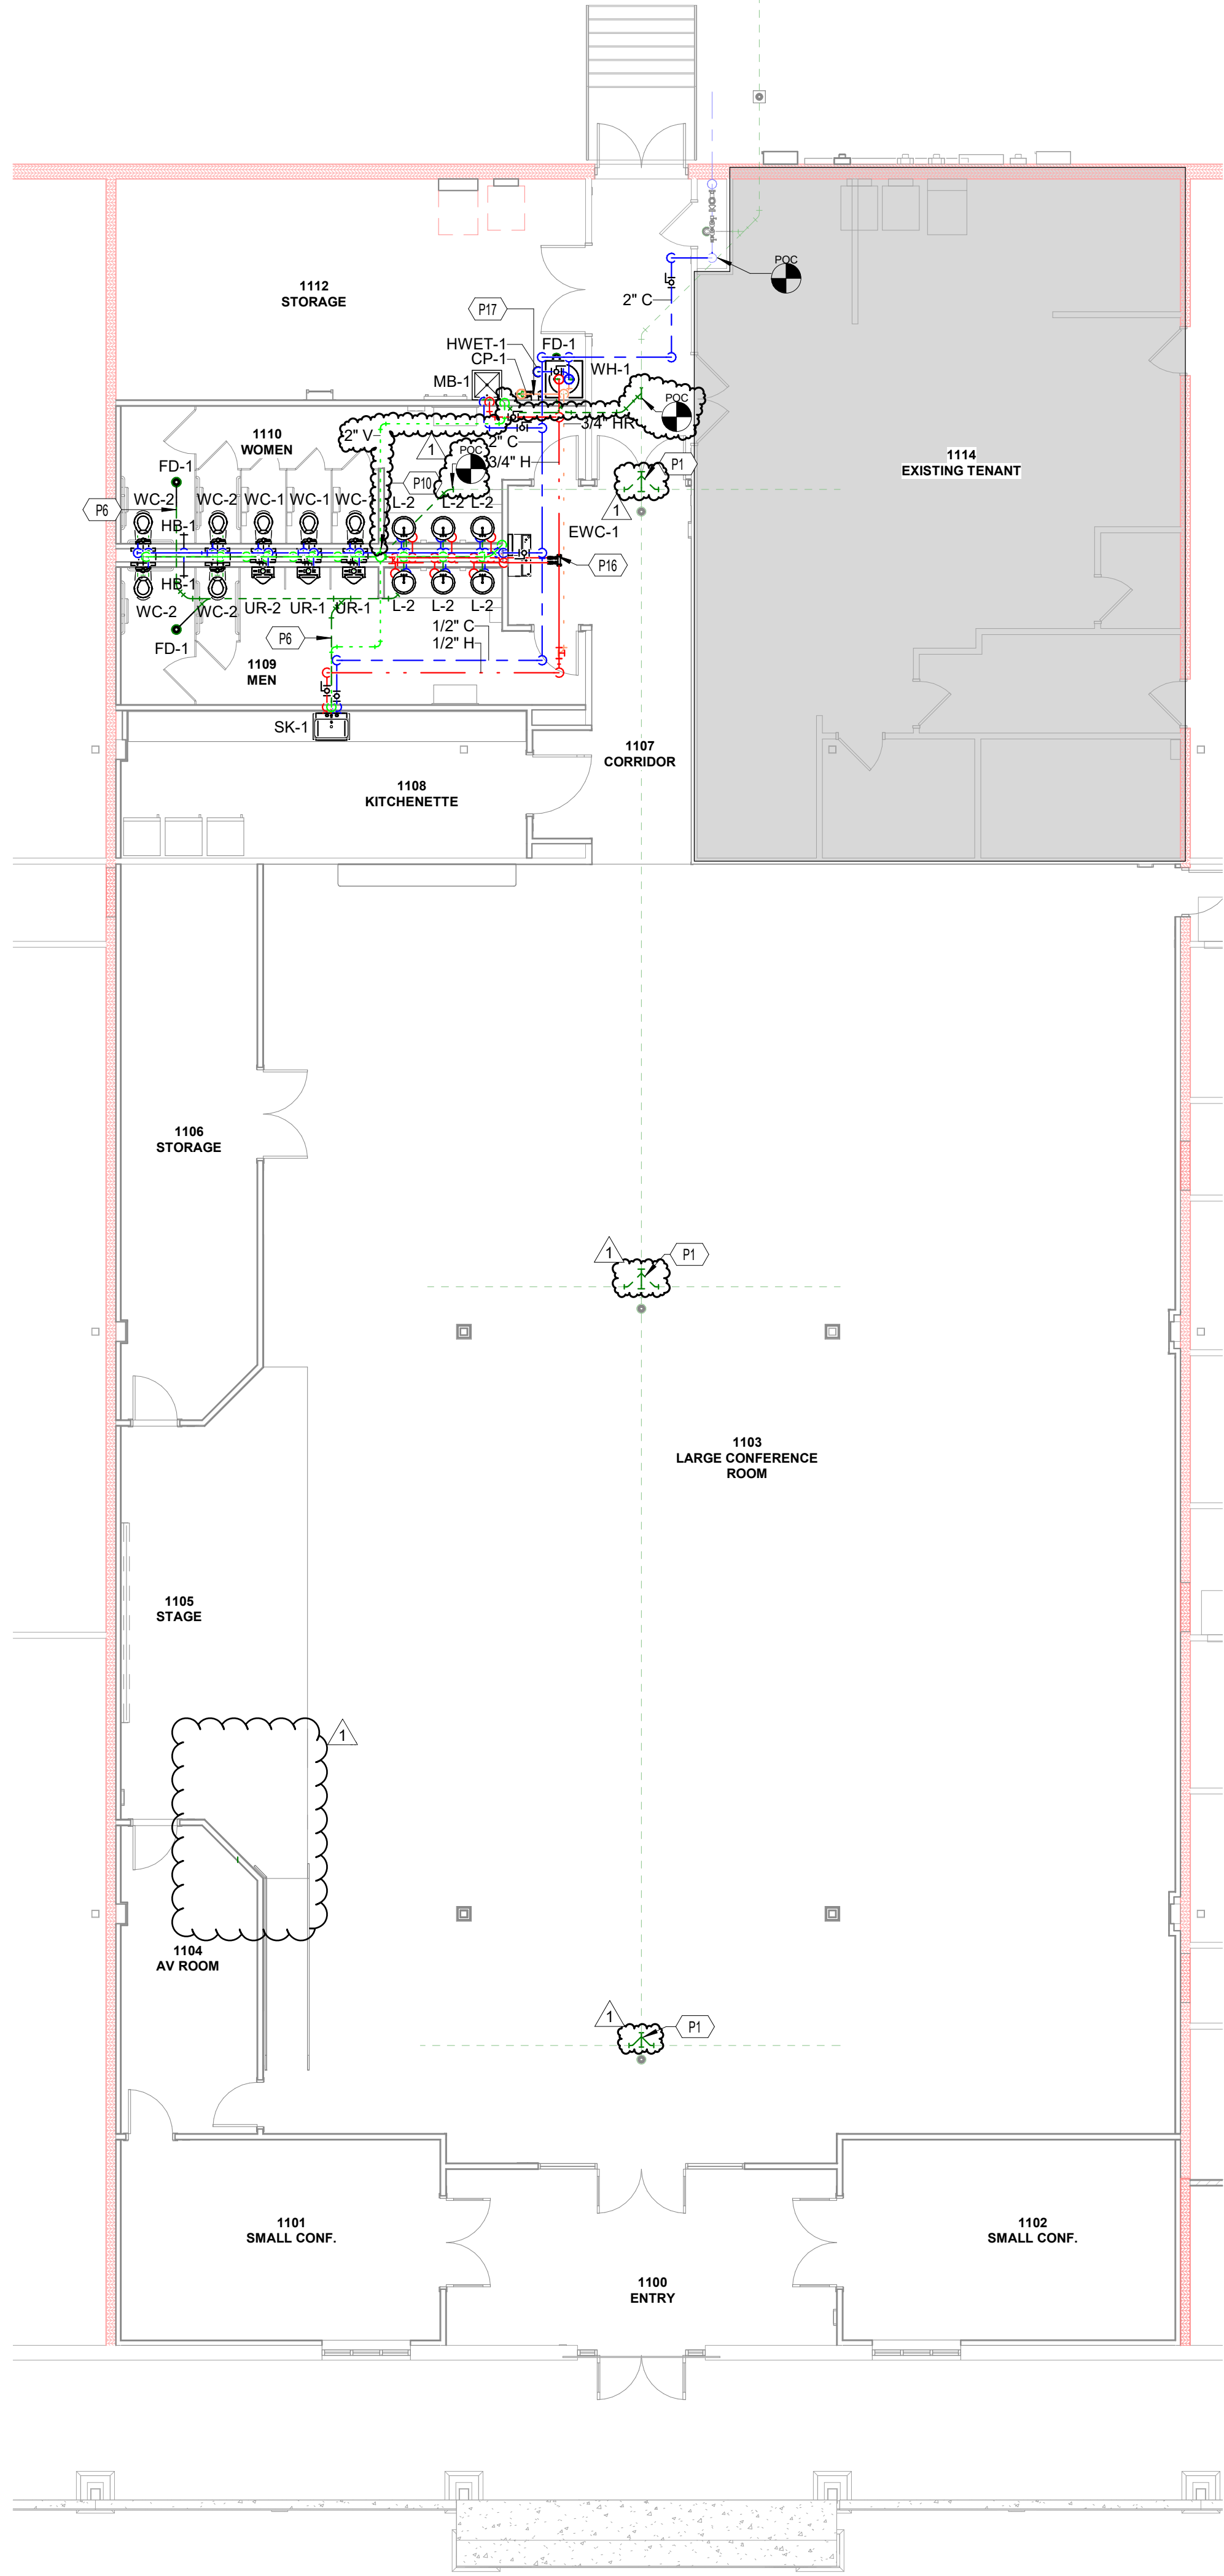 POC
2" C
1112
STORAGE
P17
HWET-1
FD-1
CP-1
WH-1
MB-1
POC
3/4" HR
2" V
1110
WOMEN
1
2" C
POC
3/4" H
P1
1114
EXISTING TENANT
FD-1
P10
WC-2
WC-2
WC-1
WC-1
WC-
L-2
L-2
L-2
1
P6
HB-1
EWC-1
P16
HB-1
WC-2
WC-2
UR-2
UR-1
UR-1
L-2
L-2
L-2
1/2" C
P6
1/2" H
FD-1
1109
MEN
SK-1
1107
CORRIDOR
1108
KITCHENETTE
1106
STORAGE
1
P1
1103
LARGE CONFERENCE
ROOM
1105
STAGE
1
1104
AV ROOM
1
P1
1101
SMALL CONF.
1102
SMALL CONF.
1100
ENTRY